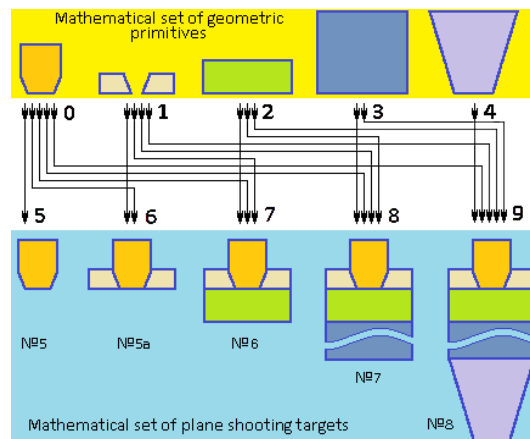 Mathematical set of geometric
primitives
0 1 2 3 4
5 6 7 8 9
№5 №5a №6 №7 №8
Mathematical set of plane shooting targets